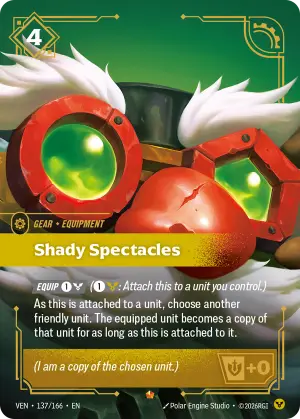 4
GEAR • EQUIPMENT
Shady Spectacles
EQUIP 1 (1 : Attach this to a unit you control.)
As this is attached to a unit, choose another
friendly unit. The equipped unit becomes a copy
of that unit for as long as this is attached to it.
(I am a copy of the chosen unit.)
+0
VEN • 137/166 • EN
Polar Engine Studio • ©2026RGI